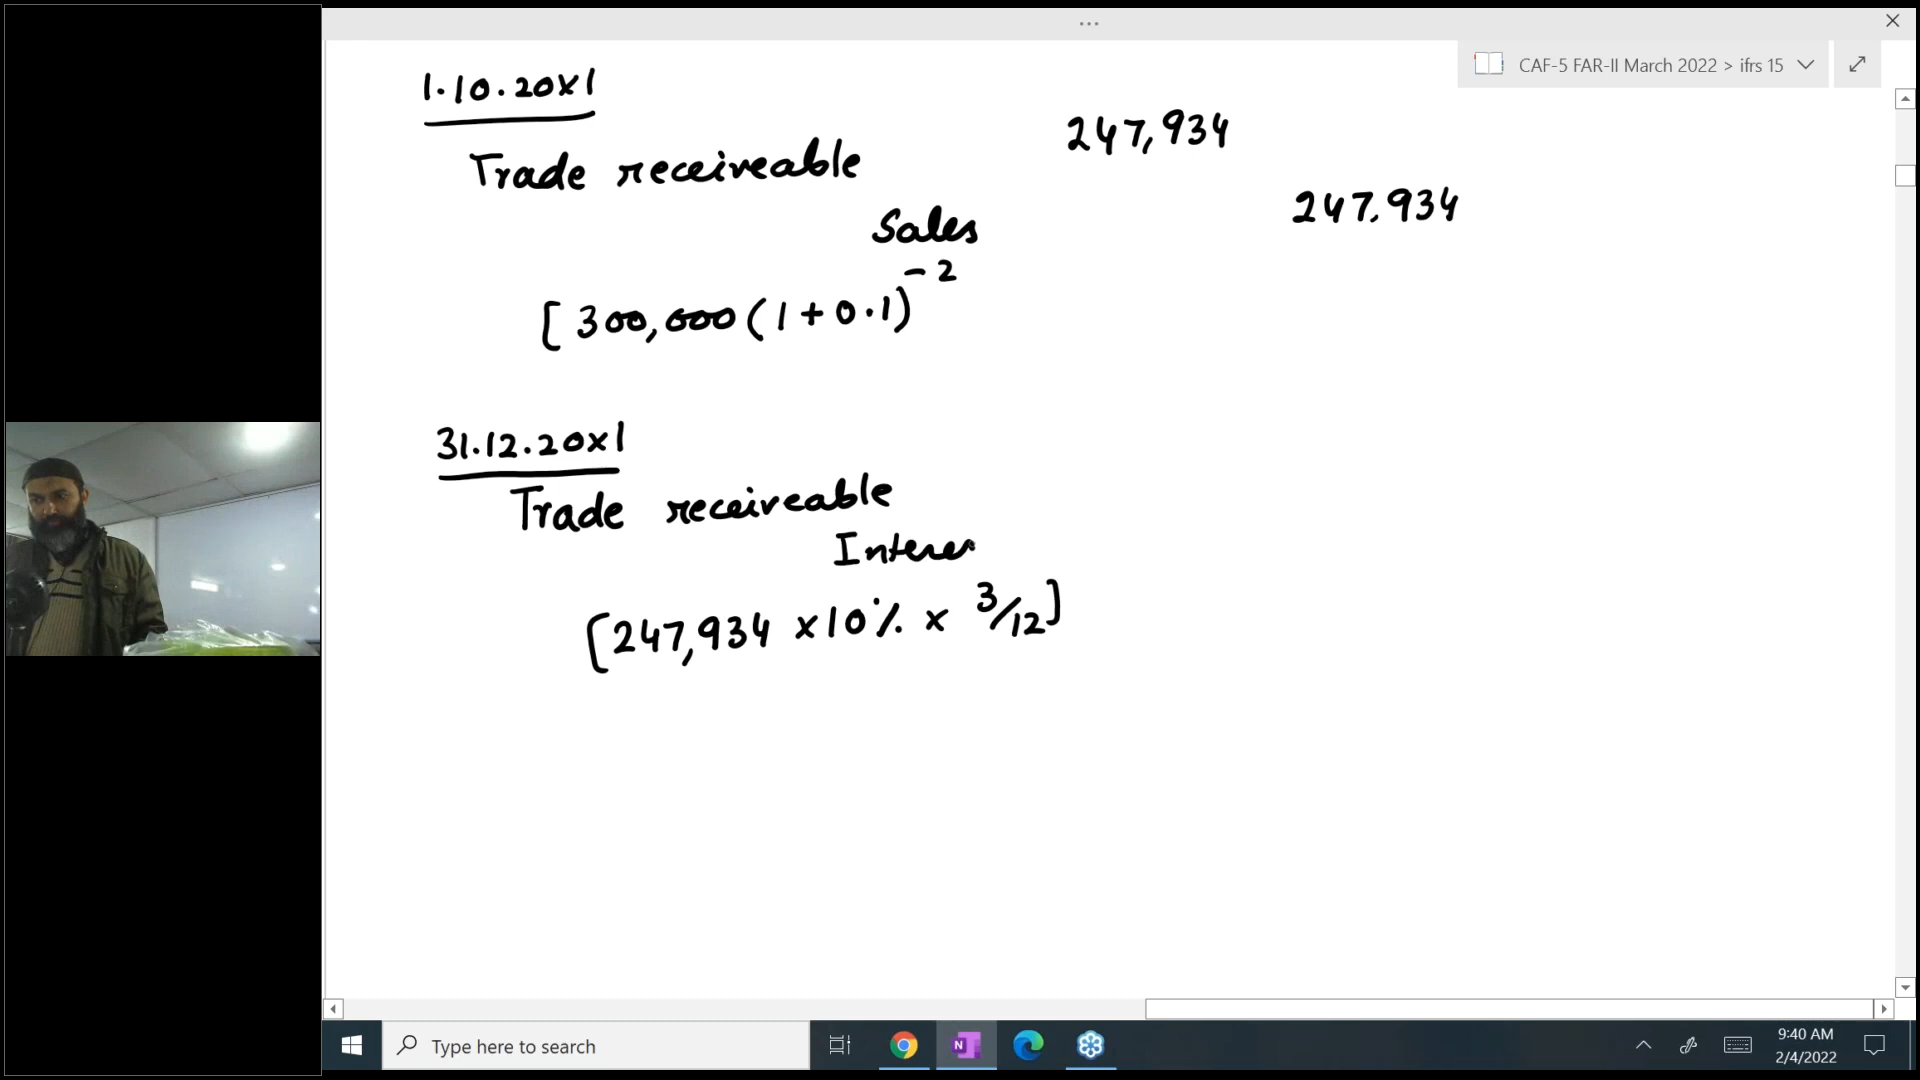 CAF-5 FAR-II March 2022 > ifrs 15
1.10.20x1
Trade receiveable 247,934
Sales 247,934
[300,000 (1+0.1)-2
31.12.20x1
Trade receiveable
Interes
[247,934 x10% x 3/12]
Type here to search
N
9:40 AM
2/4/2022